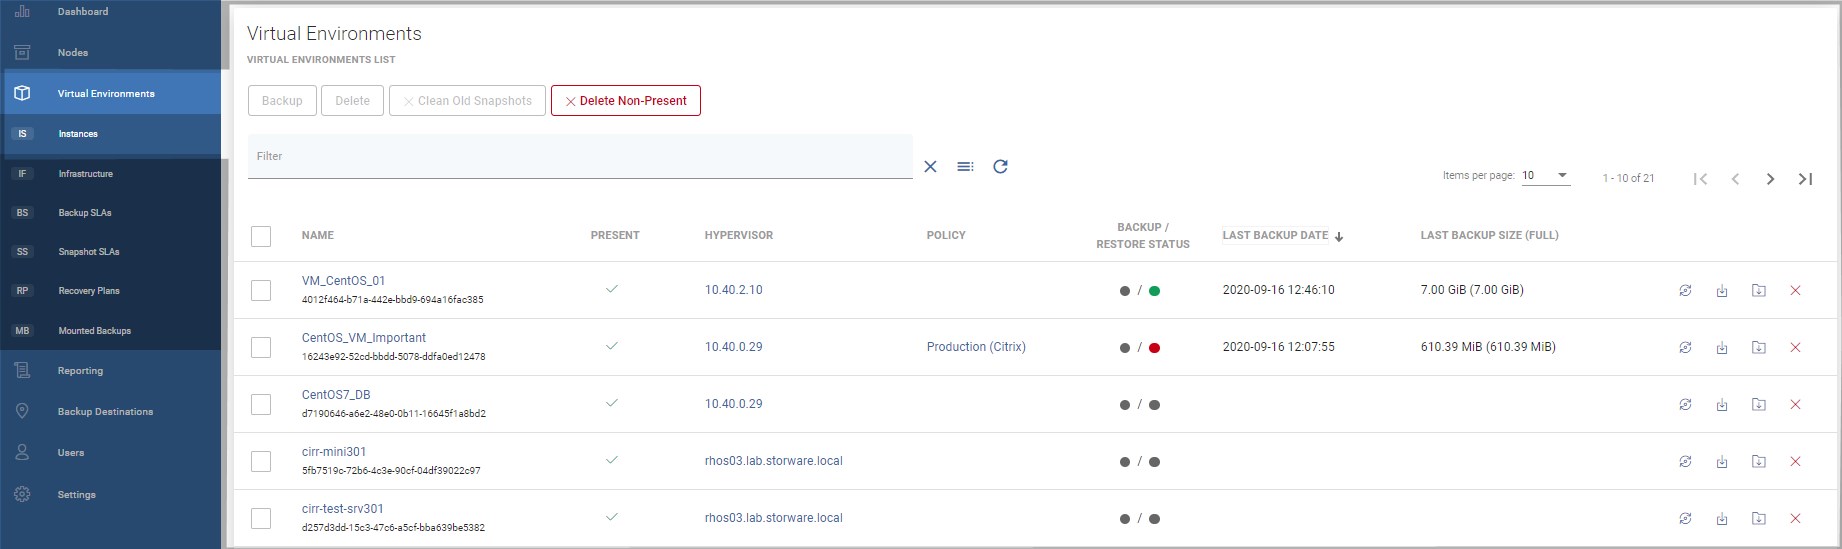 Dashboard
Nodes
Virtual Environments
IS Instances
IF Infrastructure
BS Backup SLAs
SS Snapshot SLAs
RP Recovery Plans
MB Mounted Backups
Reporting
Backup Destinations
Users
Settings
Virtual Environments
VIRTUAL ENVIRONMENTS LIST
Backup Delete Clean Old Snapshots Delete Non-Present
Filter
Items per page: 10 1 - 10 of 21
NAME PRESENT HYPERVISOR POLICY BACKUP / RESTORE STATUS LAST BACKUP DATE LAST BACKUP SIZE (FULL)
VM_CentOS_01 10.40.2.10 / 2020-09-16 12:46:10 7.00 GiB (7.00 GiB)
4012f464-b71a-442e-bbd9-694a16fac385
CentOS_VM_Important 10.40.0.29 Production (Citrix) / 2020-09-16 12:07:55 610.39 MiB (610.39 MiB)
16243e92-52cd-bbdd-5078-ddfa0ed12478
CentOS7_DB 10.40.0.29 /
d7190646-a6e2-48e0-0b11-16645f1a8bd2
cirr-mini301 rhos03.lab.storware.local /
5fb7519c-72b6-4c3e-90cf-04df39022c97
cirr-test-srv301 rhos03.lab.storware.local /
d257d3dd-15c3-47c6-a5cf-bba639be5382